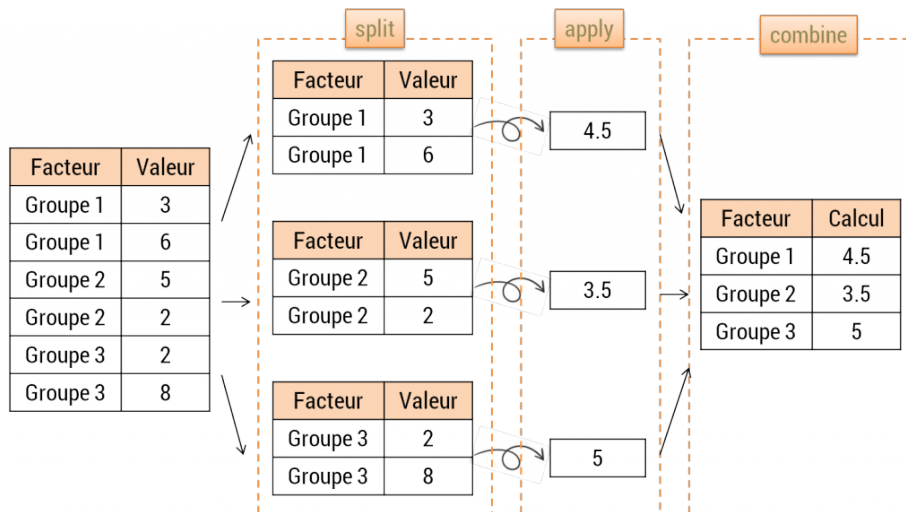 split
apply
combine
Facteur Valeur
Groupe 1 3
Groupe 1 6
Groupe 2 5
Groupe 2 2
Groupe 3 2
Groupe 3 8
Facteur Valeur
Groupe 1 3
Groupe 1 6
Facteur Valeur
Groupe 2 5
Groupe 2 2
Facteur Valeur
Groupe 3 2
Groupe 3 8
4.5
3.5
5
Facteur Calcul
Groupe 1 4.5
Groupe 2 3.5
Groupe 3 5